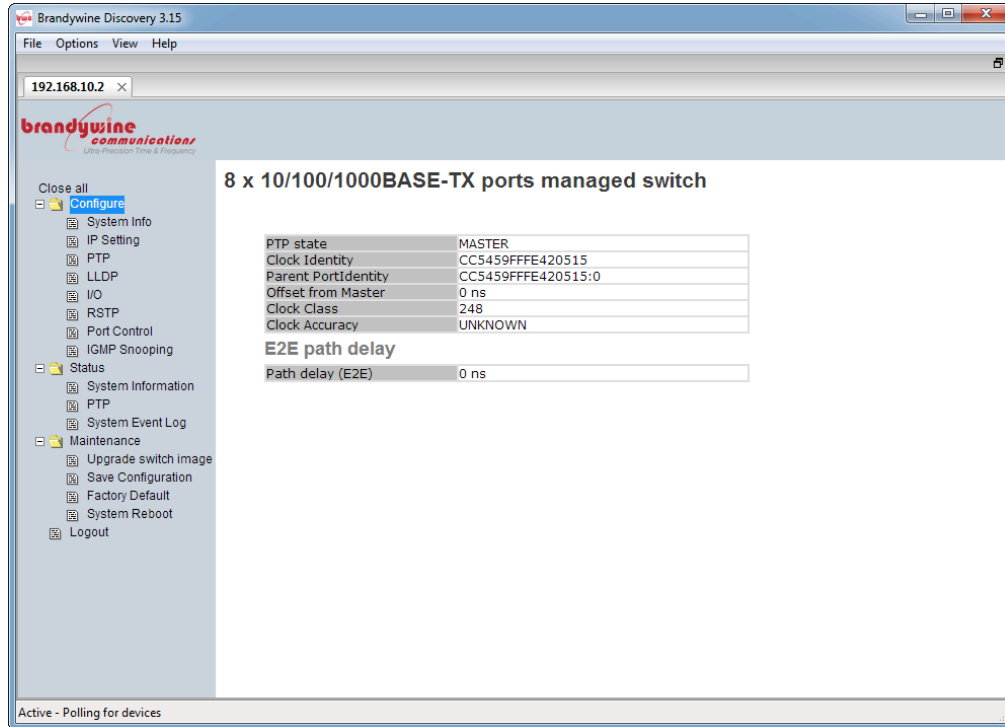 Brandywine Discovery 3.15
File Options View Help
192.168.10.2
brandywine
communications
Ultra-Precision Time & Frequency
Close all
Configure
System Info
IP Setting
PTP
LLDP
I/O
RSTP
Port Control
IGMP Snooping
Status
System Information
PTP
System Event Log
Maintenance
Upgrade switch image
Save Configuration
Factory Default
System Reboot
Logout
8 x 10/100/1000BASE-TX ports managed switch
PTP state MASTER
Clock Identity CC5459FFFE420515
Parent PortIdentity CC5459FFFE420515:0
Offset from Master 0 ns
Clock Class 248
Clock Accuracy UNKNOWN
E2E path delay
Path delay (E2E) 0 ns
Active - Polling for devices